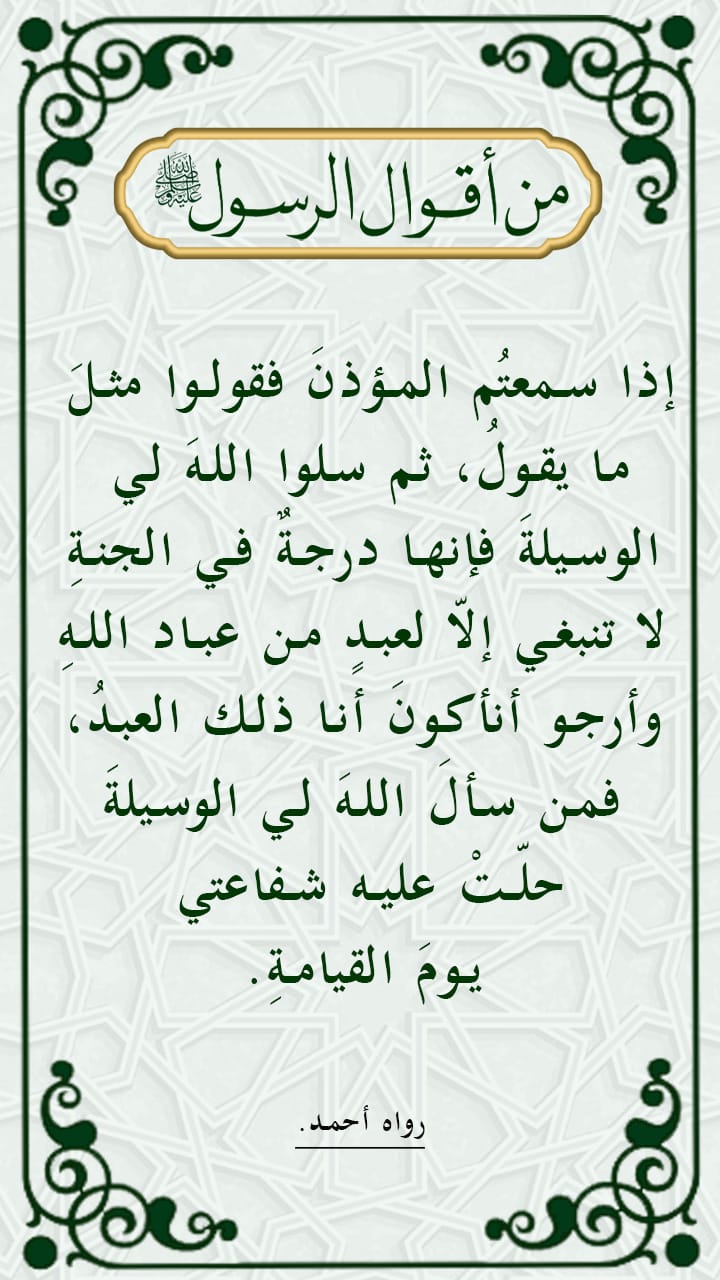 من أقوال الرسول ﷺ
إذا سمعتُم المؤذنَ فقولوا مثلَ
ما يقولُ، ثم سلوا اللهَ لي
الوسيلةَ فإنها درجةٌ في الجنةِ
لا تنبغي إلّا لعبدٍ من عباد اللهِ
وأرجو أنأكونَ أنا ذلك العبدُ،
فمن سألَ اللهَ لي الوسيلةَ
حلّتْ عليه شفاعتي
يومَ القيامةِ.
رواه أحمد.